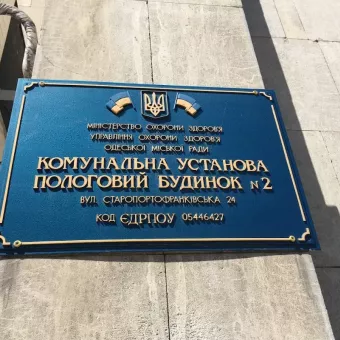 МІНІСТЕРСТВО ОХОРОНИ ЗДОРОВ'Я
УПРАВЛІННЯ ОХОРОНИ ЗДОРОВ'Я
ОДЕСЬКОЇ МІСЬКОЇ РАДИ
КОМУНАЛЬНА УСТАНОВА
ПОЛОГОВИЙ БУДИНОК №2
ВУЛ. СТАРОПОРТОФРАНКІВСЬКА 24
КОД ЄДРПОУ 05446427